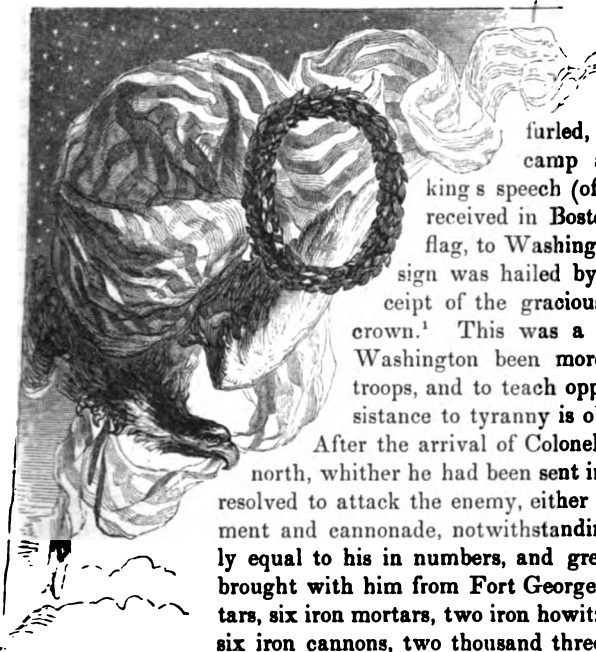 furled,
camp
king s speech (of
received in Bosto
flag, to Washing
sign was hailed by
ceipt of the gracious
crown.¹ This was a
Washington been more
troops, and to teach opp
sistance to tyranny is o
After the arrival of Colonel
north, whither he had been sent in
resolved to attack the enemy, either
ment and cannonade, notwithstandin
ly equal to his in numbers, and gre
brought with him from Fort George
tars, six iron mortars, two iron howit
six iron cannons, two thousand three